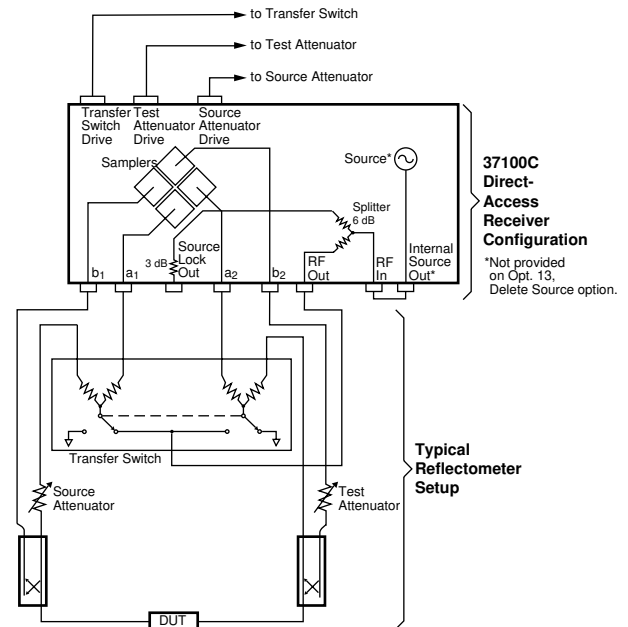 to Transfer Switch
to Test Attenuator
to Source Attenuator
Transfer
Switch
Drive
Test
Attenuator
Drive
Source
Attenuator
Drive
Samplers
Source*
Splitter
6 dB
3 dB
Source
Lock
Out
b1
a1
a2
b2
RF
Out
RF
In
Internal
Source
Out*
37100C
Direct-
Access
Receiver
Configuration
*Not provided
on Opt. 13,
Delete Source option.
Transfer Switch
Source
Attenuator
Test
Attenuator
Typical
Reflectometer
Setup
DUT